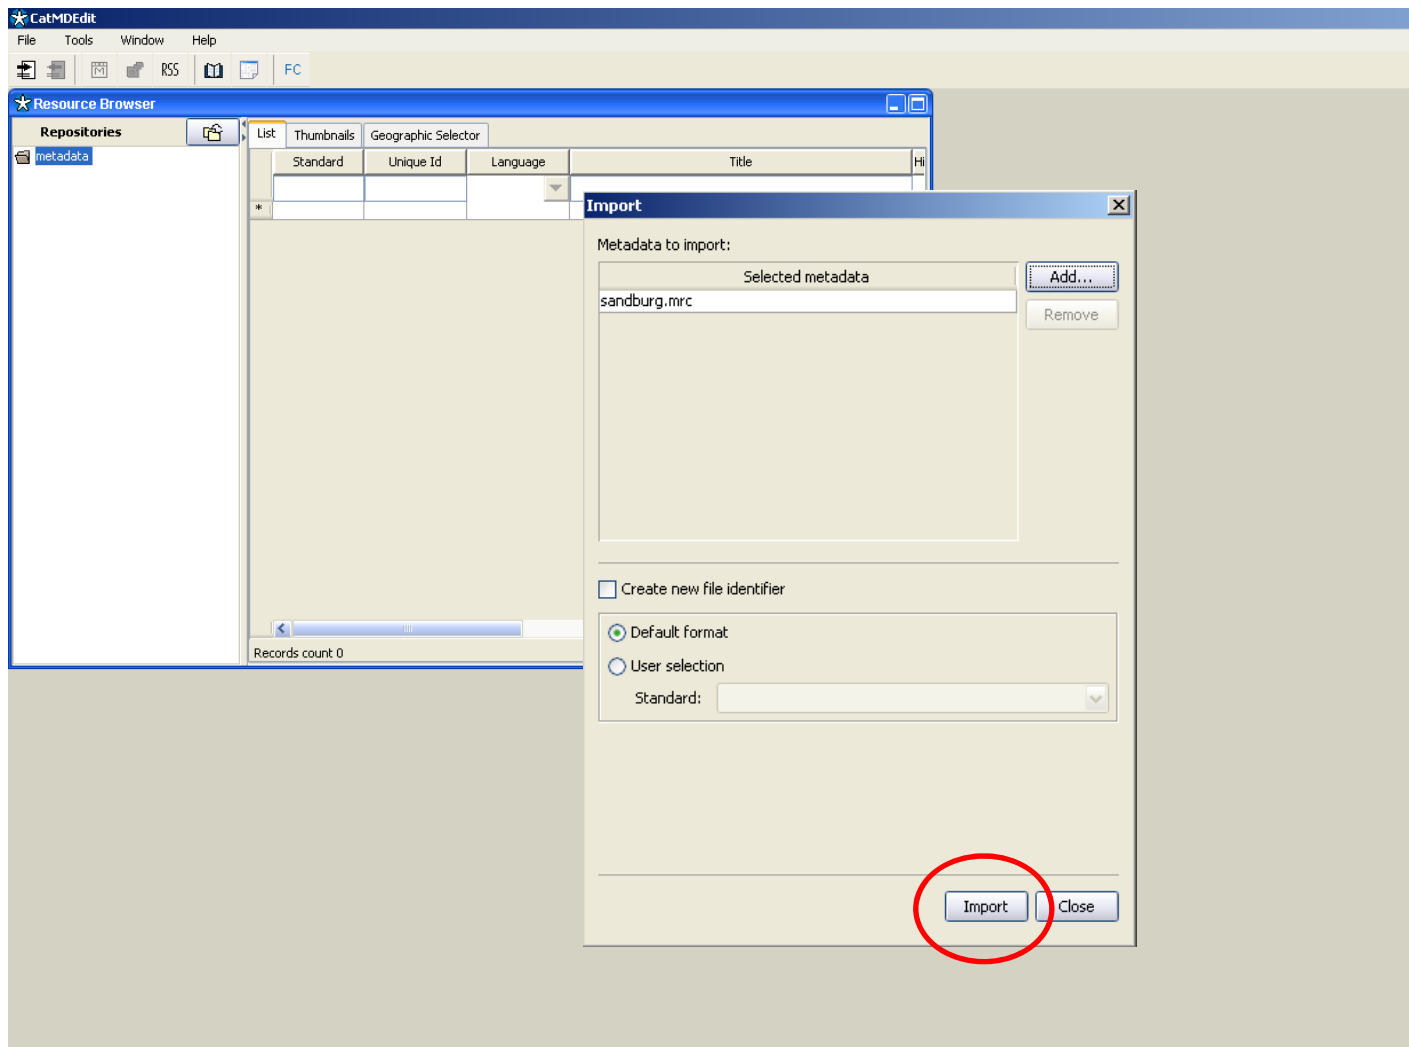 CatMDEdit
File Tools Window Help
M RSS FC
Resource Browser
Repositories
metadata
List Thumbnails Geographic Selector
Standard Unique Id Language Title Hi
*
Records count 0
Import
Metadata to import:
Selected metadata
sandburg.mrc
Add...
Remove
Create new file identifier
Default format
User selection
Standard:
Import Close